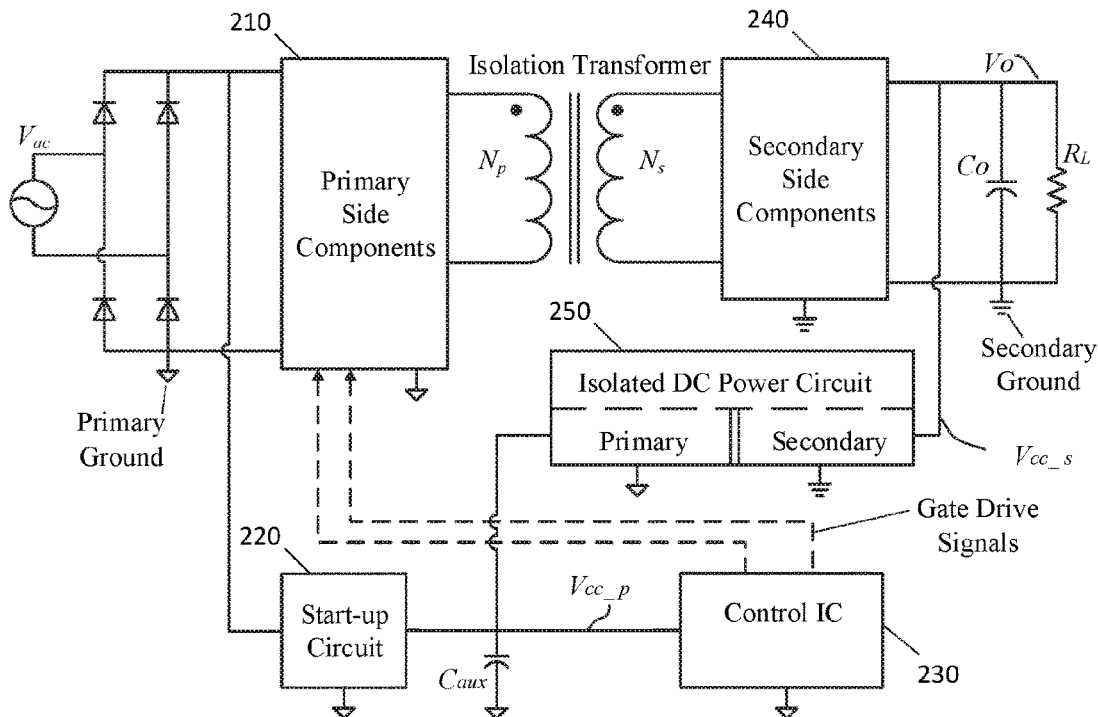 210
240
Isolation Transformer
Vo
Vac
Np
Ns
Primary
Side
Components
Secondary
Side
Components
Co
RL
250
Secondary
Ground
Isolated DC Power Circuit
Primary
Ground
Primary
Secondary
Vcc_s
Gate Drive
Signals
220
Vcc_p
Start-up
Circuit
Control IC
Caux
230